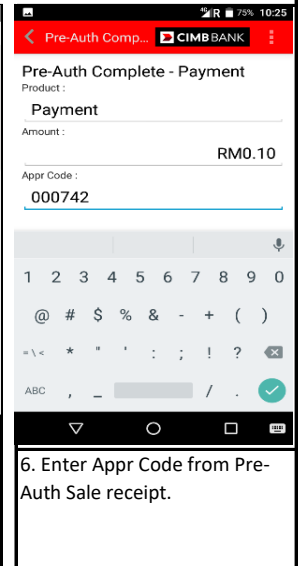 4G R 75% 10:25
Pre-Auth Comp... CIMB BANK
Pre-Auth Complete - Payment
Product :
Payment
Amount :
RM0.10
Appr Code :
000742
1 2 3 4 5 6 7 8 9 0
@ # $ % & - + ( )
= \ < * " ' : ; ! ?
ABC , _ / .
6. Enter Appr Code from Pre-
Auth Sale receipt.